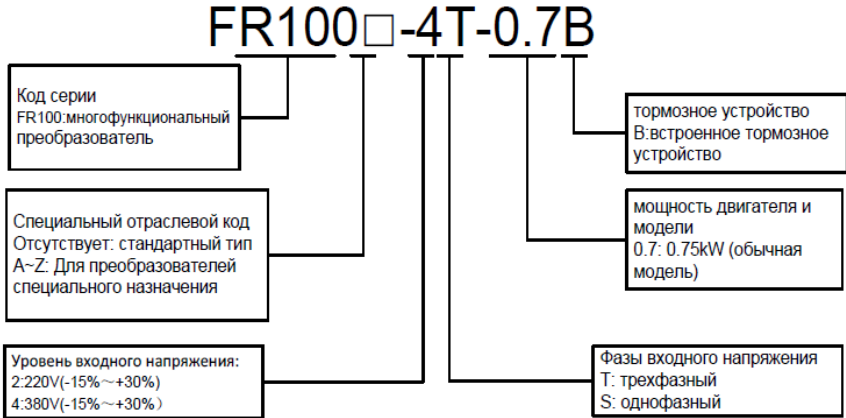 FR100□-4T-0.7B
Код серии
FR100:многофункциональный
преобразователь
тормозное устройство
B:встроенное тормозное
устройство
Специальный отраслевой код
Отсутствует: стандартный тип
A~Z: Для преобразователей
специального назначения
мощность двигателя и
модели
0.7: 0.75kW (обычная
модель)
Уровень входного напряжения:
2:220V(-15%～+30%)
4:380V(-15%～+30%）
Фазы входного напряжения
T: трехфазный
S: однофазный